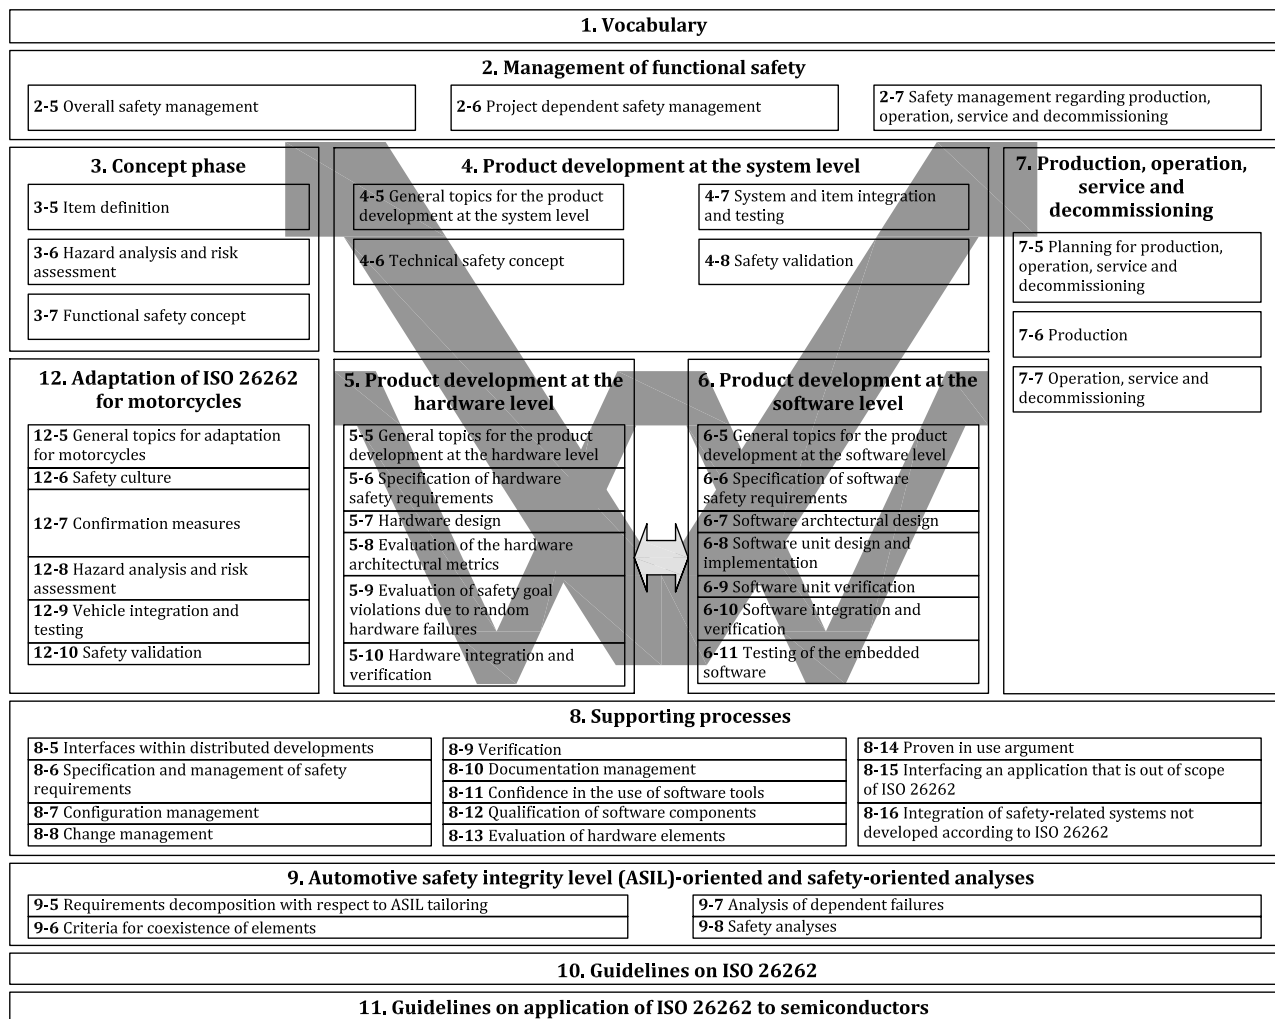 1. Vocabulary
2. Management of functional safety
2-5 Overall safety management
2-6 Project dependent safety management
2-7 Safety management regarding production,
operation, service and decommissioning
3. Concept phase
3-5 Item definition
3-6 Hazard analysis and risk
assessment
3-7 Functional safety concept
4. Product development at the system level
4-5 General topics for the
product development at the system level
4-6 Technical safety concept
4-7 System and item integration
and testing
4-8 Safety validation
7. Production, operation,
service and
decommissioning
7-5 Planning for production,
operation, service and
decommissioning
7-6 Production
7-7 Operation, service and
decommissioning
12. Adaptation of ISO 26262
for motorcycles
12-5 General topics for adaptation
for motorcycles
12-6 Safety culture
12-7 Confirmation measures
12-8 Hazard analysis and risk
assessment
12-9 Vehicle integration and
testing
12-10 Safety validation
5. Product development at the
hardware level
5-5 General topics for the product
development at the hardware level
5-6 Specification of hardware
safety requirements
5-7 Hardware design
5-8 Evaluation of the hardware
architectural metrics
5-9 Evaluation of safety goal
violations due to random
hardware failures
5-10 Hardware integration and
verification
6. Product development at the
software level
6-5 General topics for the product
development at the software level
6-6 Specification of software
safety requirements
6-7 Software archtectural design
6-8 Software unit design and
implementation
6-9 Software unit verification
6-10 Software integration and
verification
6-11 Testing of the embedded
software
8. Supporting processes
8-5 Interfaces within distributed developments
8-6 Specification and management of safety
requirements
8-7 Configuration management
8-8 Change management
8-9 Verification
8-10 Documentation management
8-11 Confidence in the use of software tools
8-12 Qualification of software components
8-13 Evaluation of hardware elements
8-14 Proven in use argument
8-15 Interfacing an application that is out of scope
of ISO 26262
8-16 Integration of safety-related systems not
developed according to ISO 26262
9. Automotive safety integrity level (ASIL)-oriented and safety-oriented analyses
9-5 Requirements decomposition with respect to ASIL tailoring
9-6 Criteria for coexistence of elements
9-7 Analysis of dependent failures
9-8 Safety analyses
10. Guidelines on ISO 26262
11. Guidelines on application of ISO 26262 to semiconductors